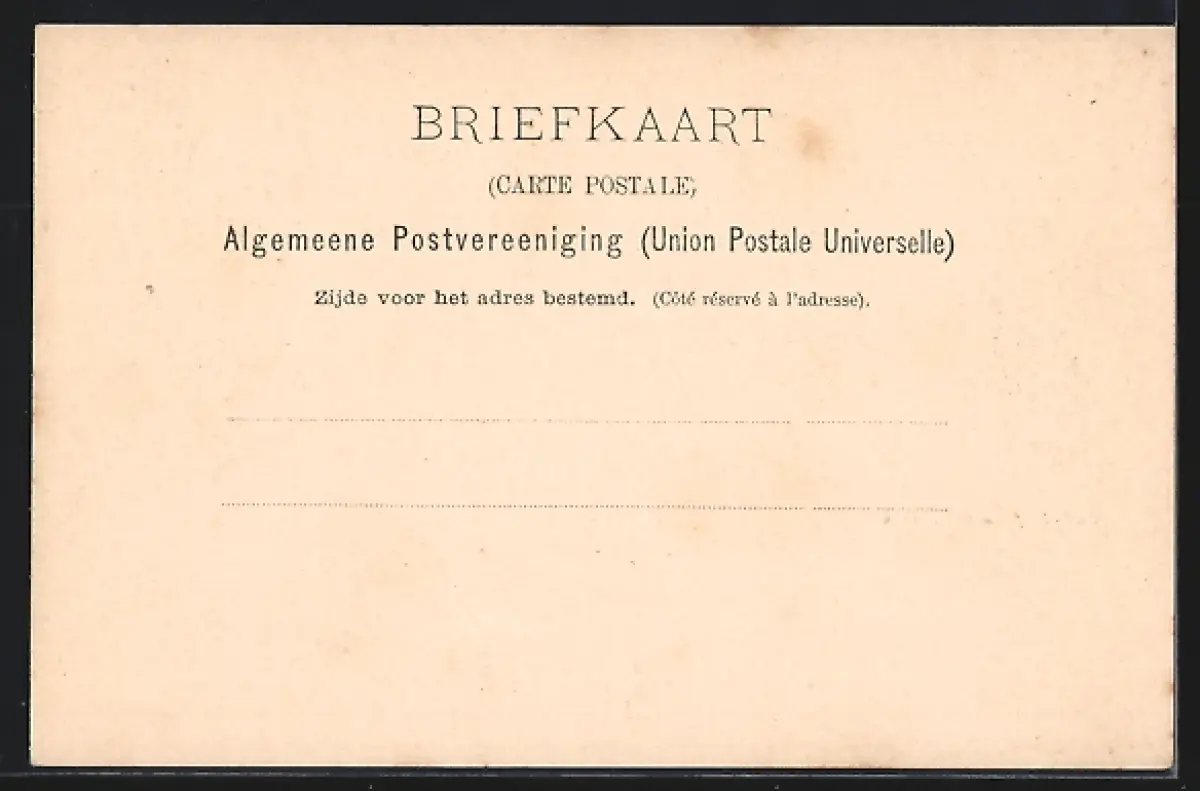 BRIEFKAART
(CARTE POSTALE)
Algemeene Postvereeniging (Union Postale Universelle)
Zijde voor het adres bestemd. (Côté réservé à l'adresse).